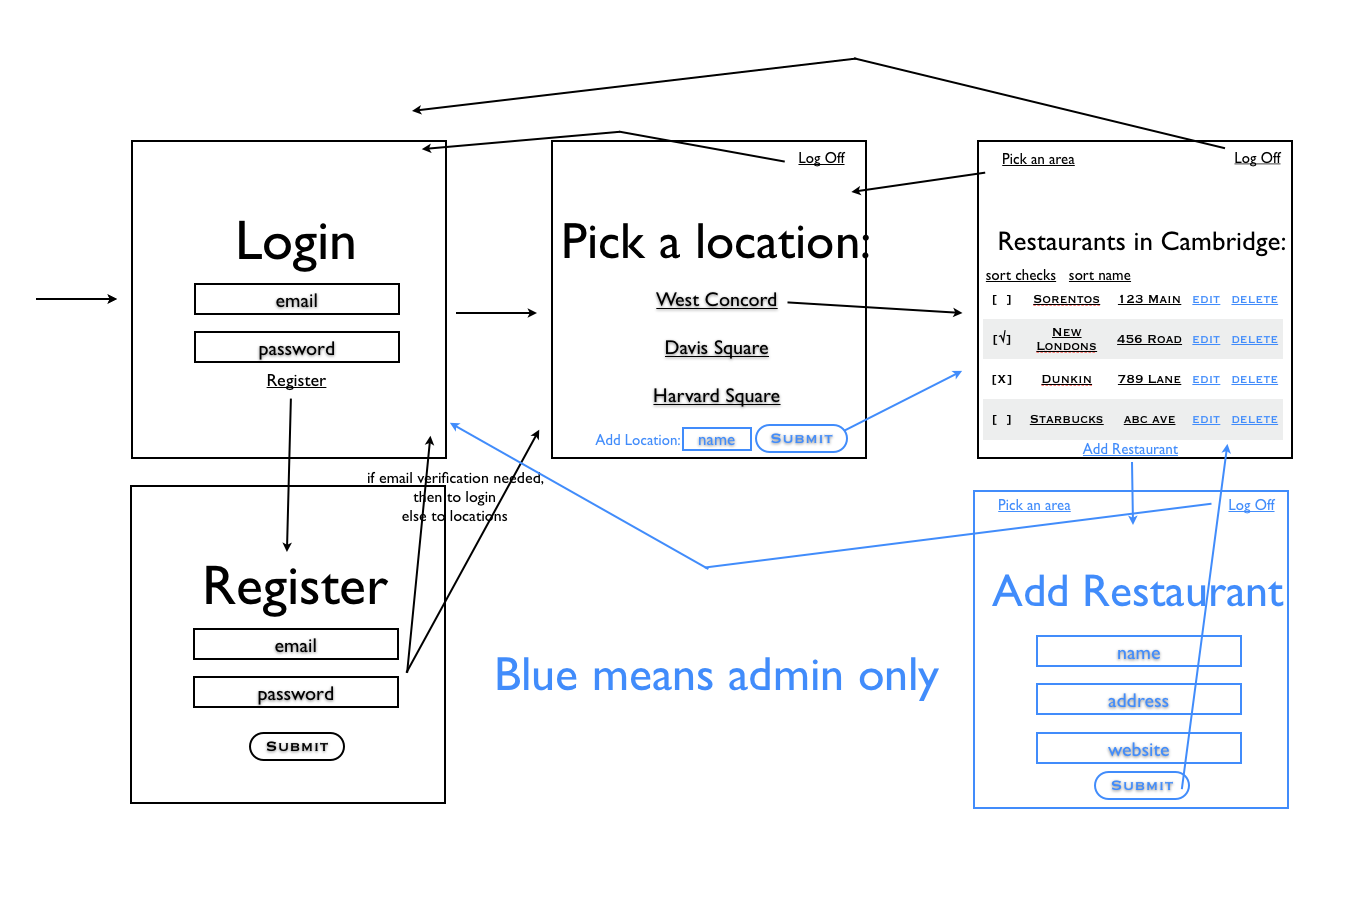 Login
email
password
Register
if email verification needed,
then to login
else to locations
Register
email
password
Submit
Log Off
Pick a location:
West Concord
Davis Square
Harvard Square
Add Location: name Submit
Blue means admin only
Pick an area Log Off
Restaurants in Cambridge:
sort checks sort name
[ ] Sorentos 123 Main edit delete
[√] New Londons 456 Road edit delete
[X] Dunkin 789 Lane edit delete
[ ] Starbucks abc ave edit delete
Add Restaurant
Pick an area Log Off
Add Restaurant
name
address
website
Submit